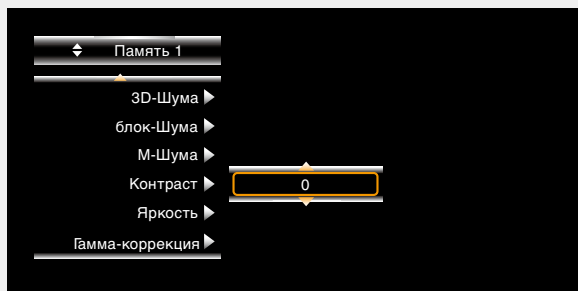 Память 1
3D-Шума
блок-Шума
М-Шума
Контраст
0
Яркость
Гамма-коррекция